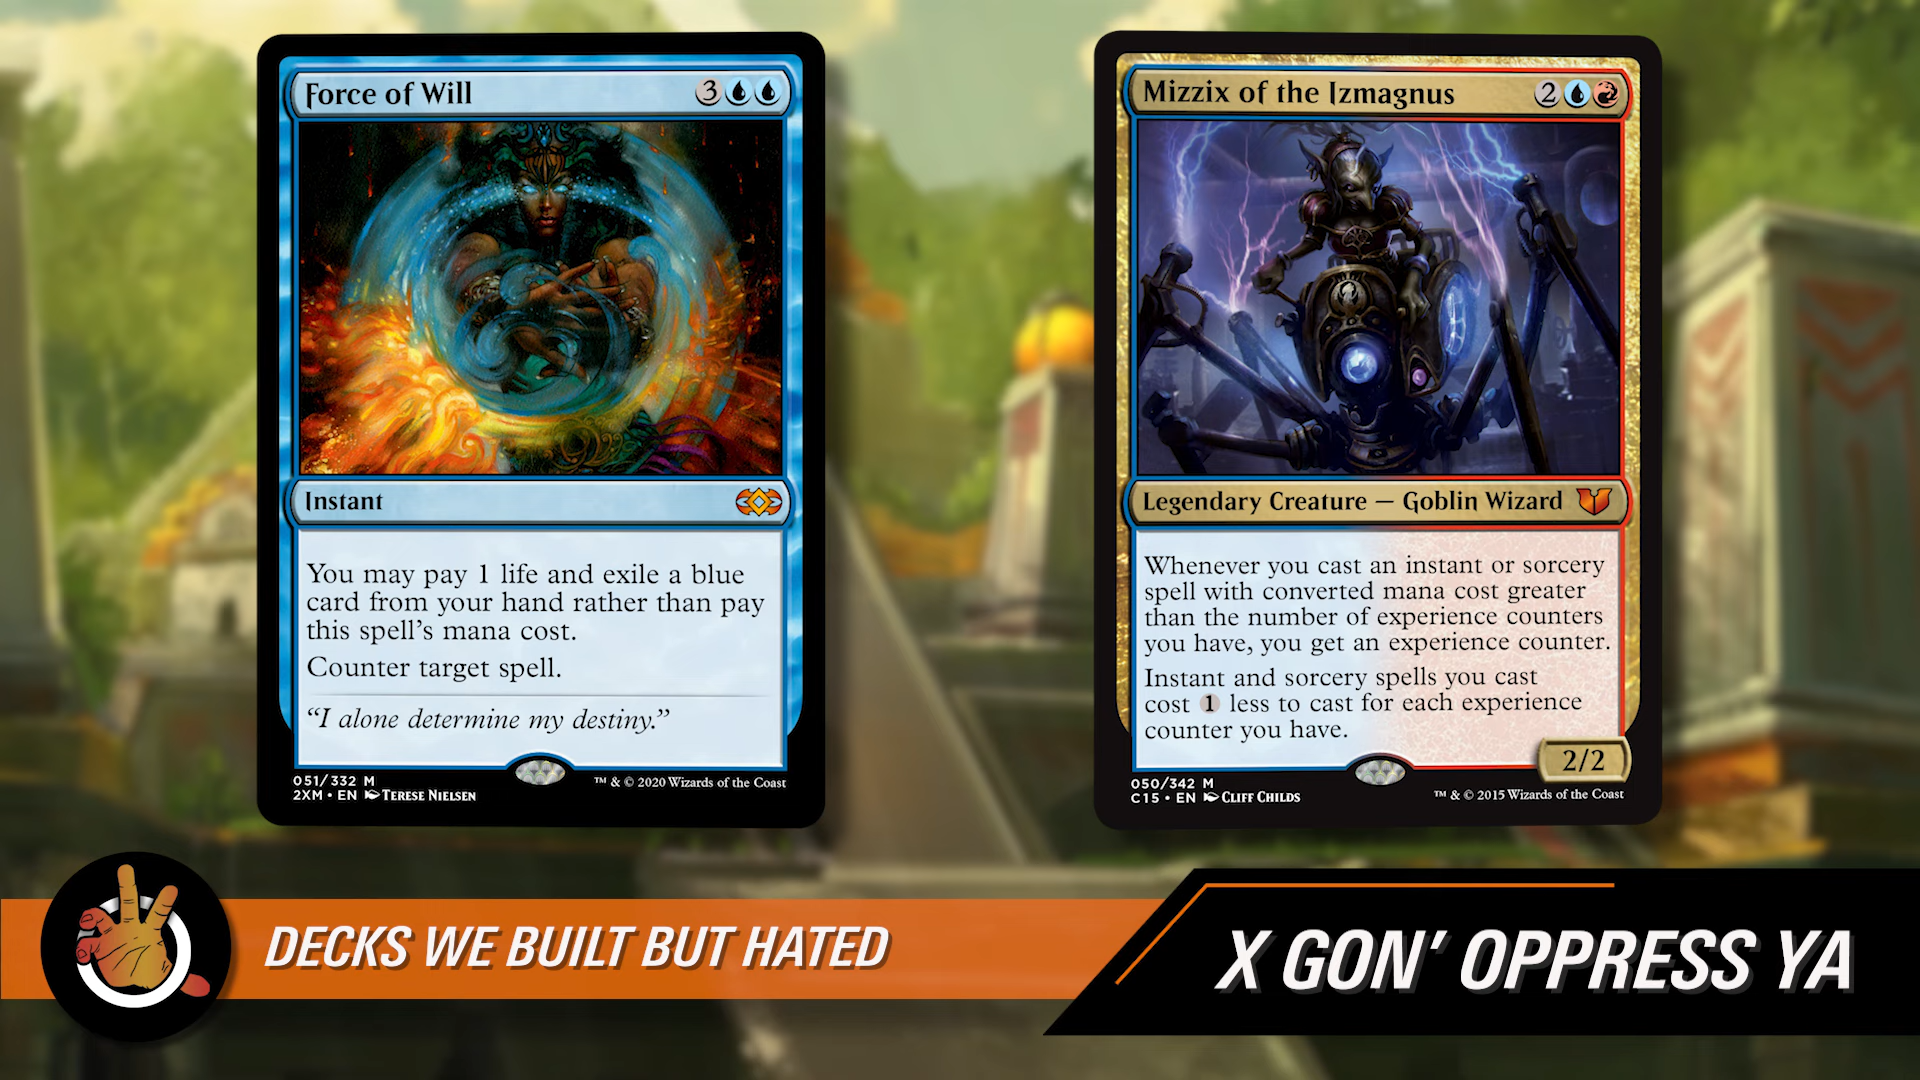 Force of Will
3
Instant
You may pay 1 life and exile a blue
card from your hand rather than pay
this spell's mana cost.
Counter target spell.
“I alone determine my destiny.”
051/332 M
2XM • EN Terese Nielsen
™ & © 2020 Wizards of the Coast
Mizzix of the Izmagnus
2
Legendary Creature — Goblin Wizard
Whenever you cast an instant or sorcery
spell with converted mana cost greater
than the number of experience counters
you have, you get an experience counter.
Instant and sorcery spells you cast
cost 1 less to cast for each experience
counter you have.
2/2
050/342 M
C15 • EN Cliff Childs
™ & © 2015 Wizards of the Coast
DECKS WE BUILT BUT HATED
X GON' OPPRESS YA